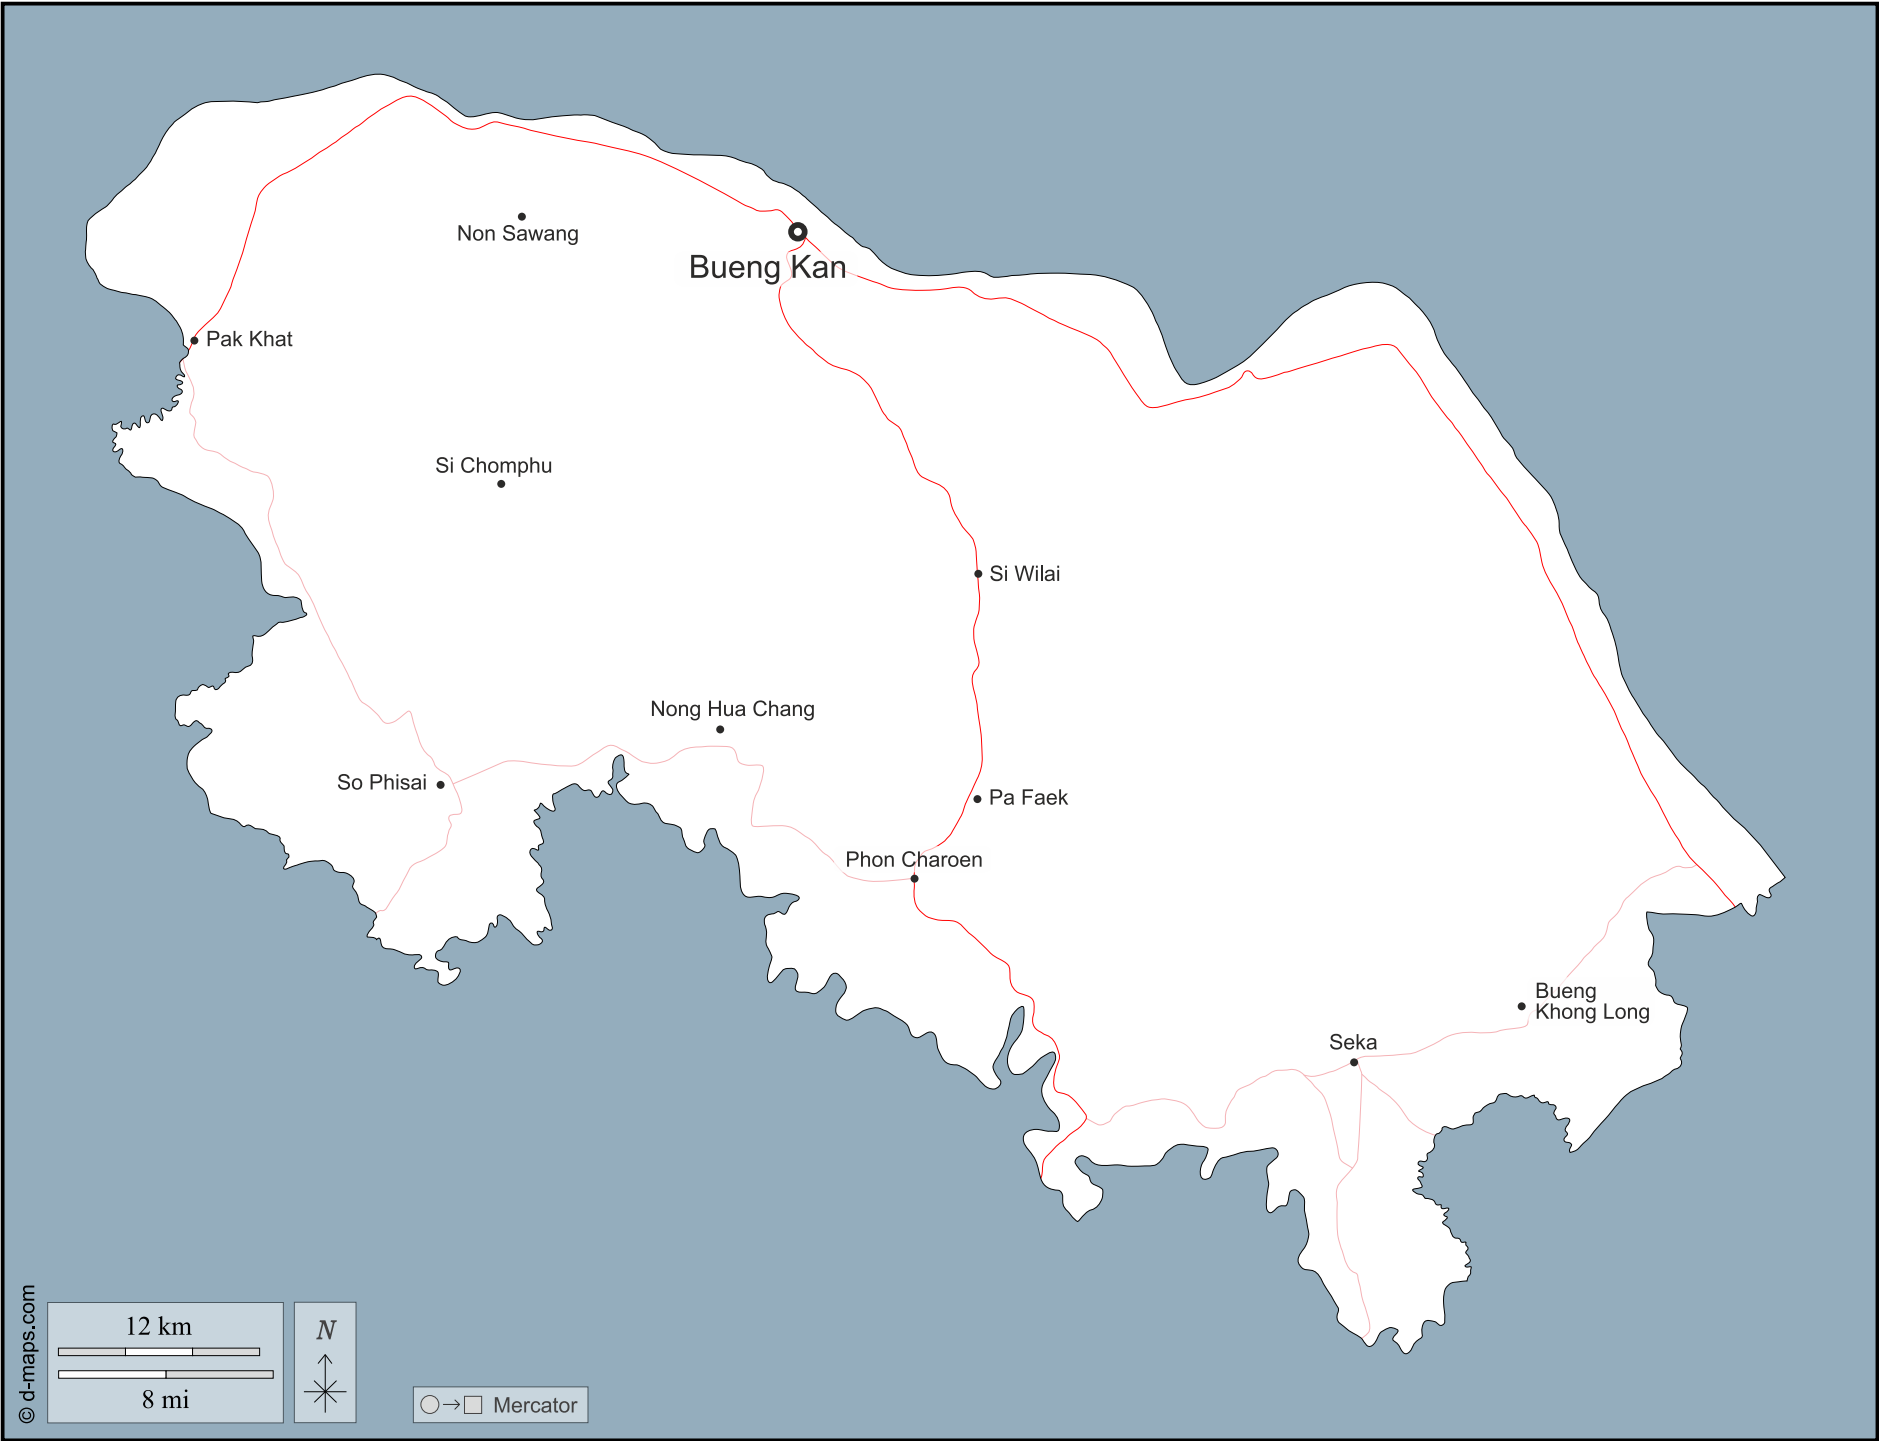 Non Sawang
Bueng Kan
Pak Khat
Si Chomphu
Si Wilai
Nong Hua Chang
So Phisai
Pa Faek
Phon Charoen
Bueng
Khong Long
Seka
12 km
8 mi
N
Mercator
© d-maps.com